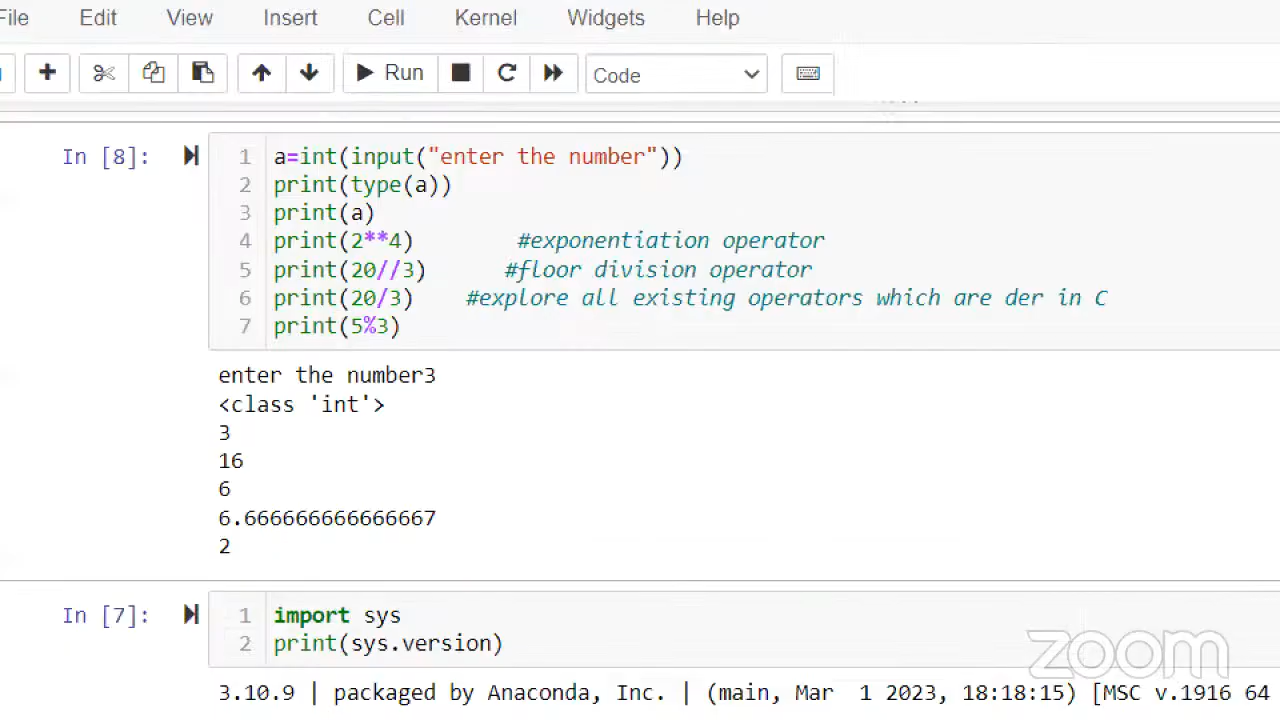 File Edit View Insert Cell Kernel Widgets Help
Run Code
In [8]:
1 a=int(input("enter the number"))
2 print(type(a))
3 print(a)
4 print(2**4) #exponentiation operator
5 print(20//3) #floor division operator
6 print(20/3) #explore all existing operators which are der in C
7 print(5%3)
enter the number3
<class 'int'>
3
16
6
6.666666666666667
2
In [7]:
1 import sys
2 print(sys.version)
zoom
3.10.9 | packaged by Anaconda, Inc. | (main, Mar 1 2023, 18:18:15) [MSC v.1916 64